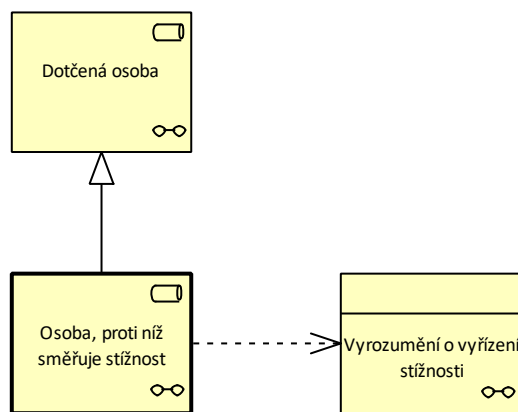 Dotčená osoba
Osoba, proti níž
směřuje stížnost
Vyrozumění o vyřízení
stížnosti